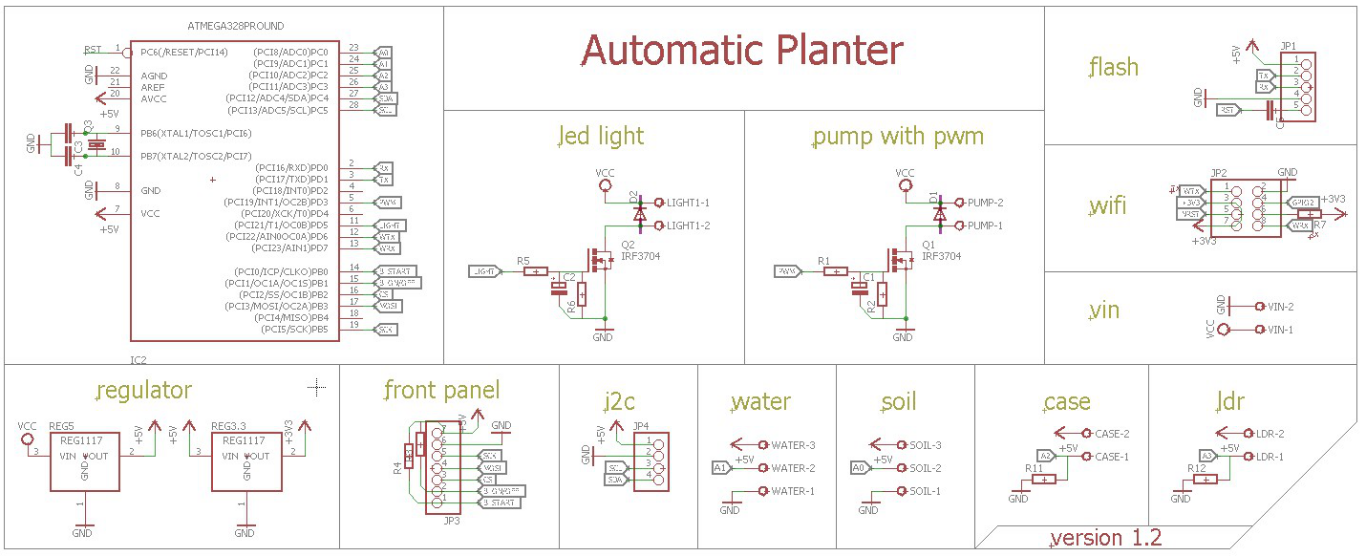 ATMEGA328PROUND
RST 1 PC6(/RESET/PCI14)
GND 22 AGND
21 AREF
20 AVCC
+5V
GND C3 C4 Q3
9 PB6(XTAL1/TOSC1/PCI6)
10 PB7(XTAL2/TOSC2/PCI7)
GND 8 GND
7 VCC
+5V
(PCI8/ADC0)PC0 23 A0
(PCI9/ADC1)PC1 24 A1
(PCI10/ADC2)PC2 25 A2
(PCI11/ADC3)PC3 26 A3
(PCI12/ADC4/SDA)PC4 27 SDA
(PCI13/ADC5/SCL)PC5 28 SCL
(PCI16/RXD)PD0 2 RX
(PCI17/TXD)PD1 3 TX
(PCI18/INT0)PD2 4
(PCI19/INT1/OC2B)PD3 5 PWM
(PCI20/XCK/T0)PD4 6
(PCI21/T1/OC0B)PD5 11 LIGHT
(PCI22/AIN0OC0A)PD6 12 WTX
(PCI23/AIN1)PD7 13 WRX
(PCI0/ICP/CLKO)PB0 14 B_START
(PCI1/OC1A/OC1S)PB1 15
(PCI2/SS/OC1B)PB2 16 CS
(PCI3/MOSI/OC2A)PB3 17 MOSI
(PCI4/MISO)PB4 18
(PCI5/SCK)PB5 19 SCK
IC2
Automatic Planter
led light
VCC
D2
LIGHT1-1
LIGHT1-2
Q2
IRF3704
LIGHT R5 C2 R6
GND
pump with pwm
VCC
D1
PUMP-2
PUMP-1
Q1
IRF3704
PWM R1 C1 R2
GND
flash
JP1
+5V 1
TX 2
RX 3
GND 4
RST 5
wifi
JP2 GND
WTX 1 2
+3V3 3 4 GPIO2
5 6 +3V3
7 8 WRX R7
+3V3
vin
GND VIN-2
VCC VIN-1
regulator
VCC REG5 +5V
REG1117
3 VIN VOUT 2
GND
1
GND
+5V REG3.3 +3V3
REG1117
3 VIN VOUT 2
GND
1
GND
front panel
+5V
7
6 GND
5 SCK
4 MOSI
3 CS
2
1 B_START
R4
JP3
i2c
+5V JP4
1
GND 2
SCL 3
SDA 4
water
WATER-3
+5V
A1 WATER-2
WATER-1
GND
soil
SOIL-3
+5V
A0 SOIL-2
SOIL-1
GND
case
CASE-2
+5V
A2 CASE-1
R11
GND
ldr
LDR-2
+5V
A3 LDR-1
R12
GND
version 1.2